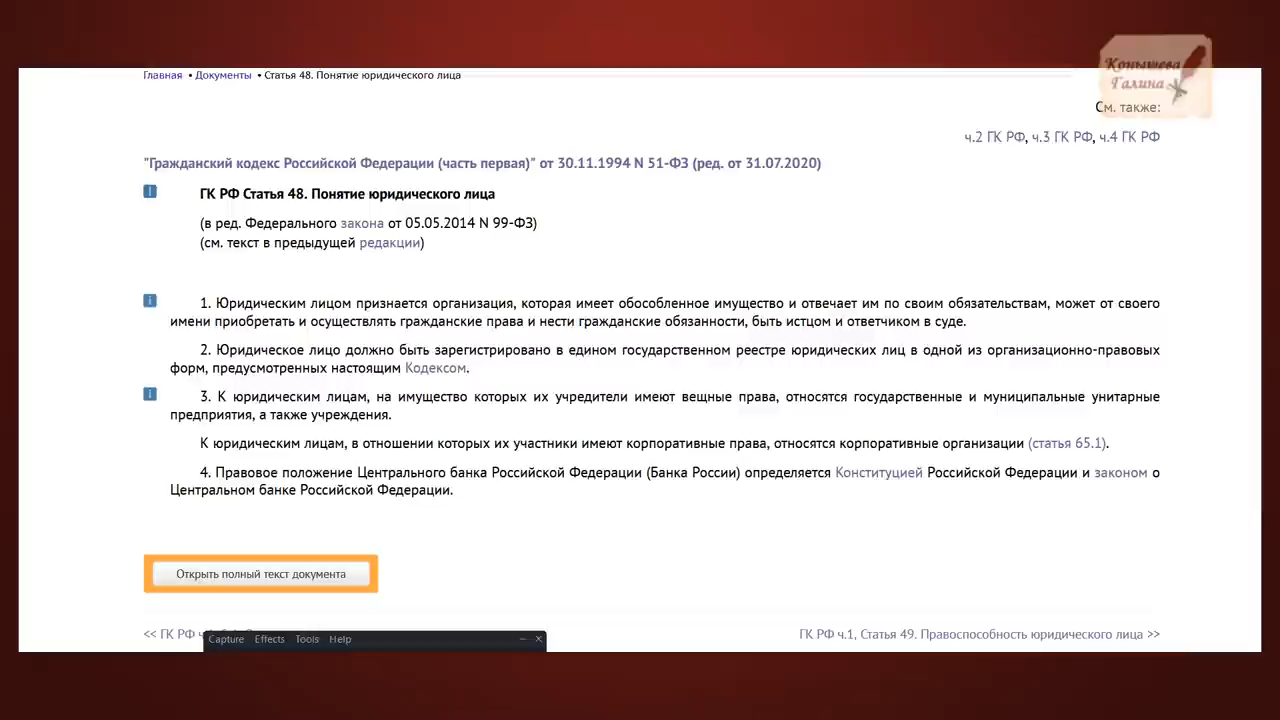 Главная • Документы • Статья 48. Понятие юридического лица
Конышева
Галина
См. также:
ч.2 ГК РФ, ч.3 ГК РФ, ч.4 ГК РФ
"Гражданский кодекс Российской Федерации (часть первая)" от 30.11.1994 N 51-ФЗ (ред. от 31.07.2020)
ГК РФ Статья 48. Понятие юридического лица
(в ред. Федерального закона от 05.05.2014 N 99-ФЗ)
(см. текст в предыдущей редакции)
1. Юридическим лицом признается организация, которая имеет обособленное имущество и отвечает им по своим обязательствам, может от своего
имени приобретать и осуществлять гражданские права и нести гражданские обязанности, быть истцом и ответчиком в суде.
2. Юридическое лицо должно быть зарегистрировано в едином государственном реестре юридических лиц в одной из организационно-правовых
форм, предусмотренных настоящим Кодексом.
3. К юридическим лицам, на имущество которых их учредители имеют вещные права, относятся государственные и муниципальные унитарные
предприятия, а также учреждения.
К юридическим лицам, в отношении которых их участники имеют корпоративные права, относятся корпоративные организации (статья 65.1).
4. Правовое положение Центрального банка Российской Федерации (Банка России) определяется Конституцией Российской Федерации и законом о
Центральном банке Российской Федерации.
Открыть полный текст документа
<< ГК РФ
ГК РФ ч.1, Статья 49. Правоспособность юридического лица >>
Capture Effects Tools Help